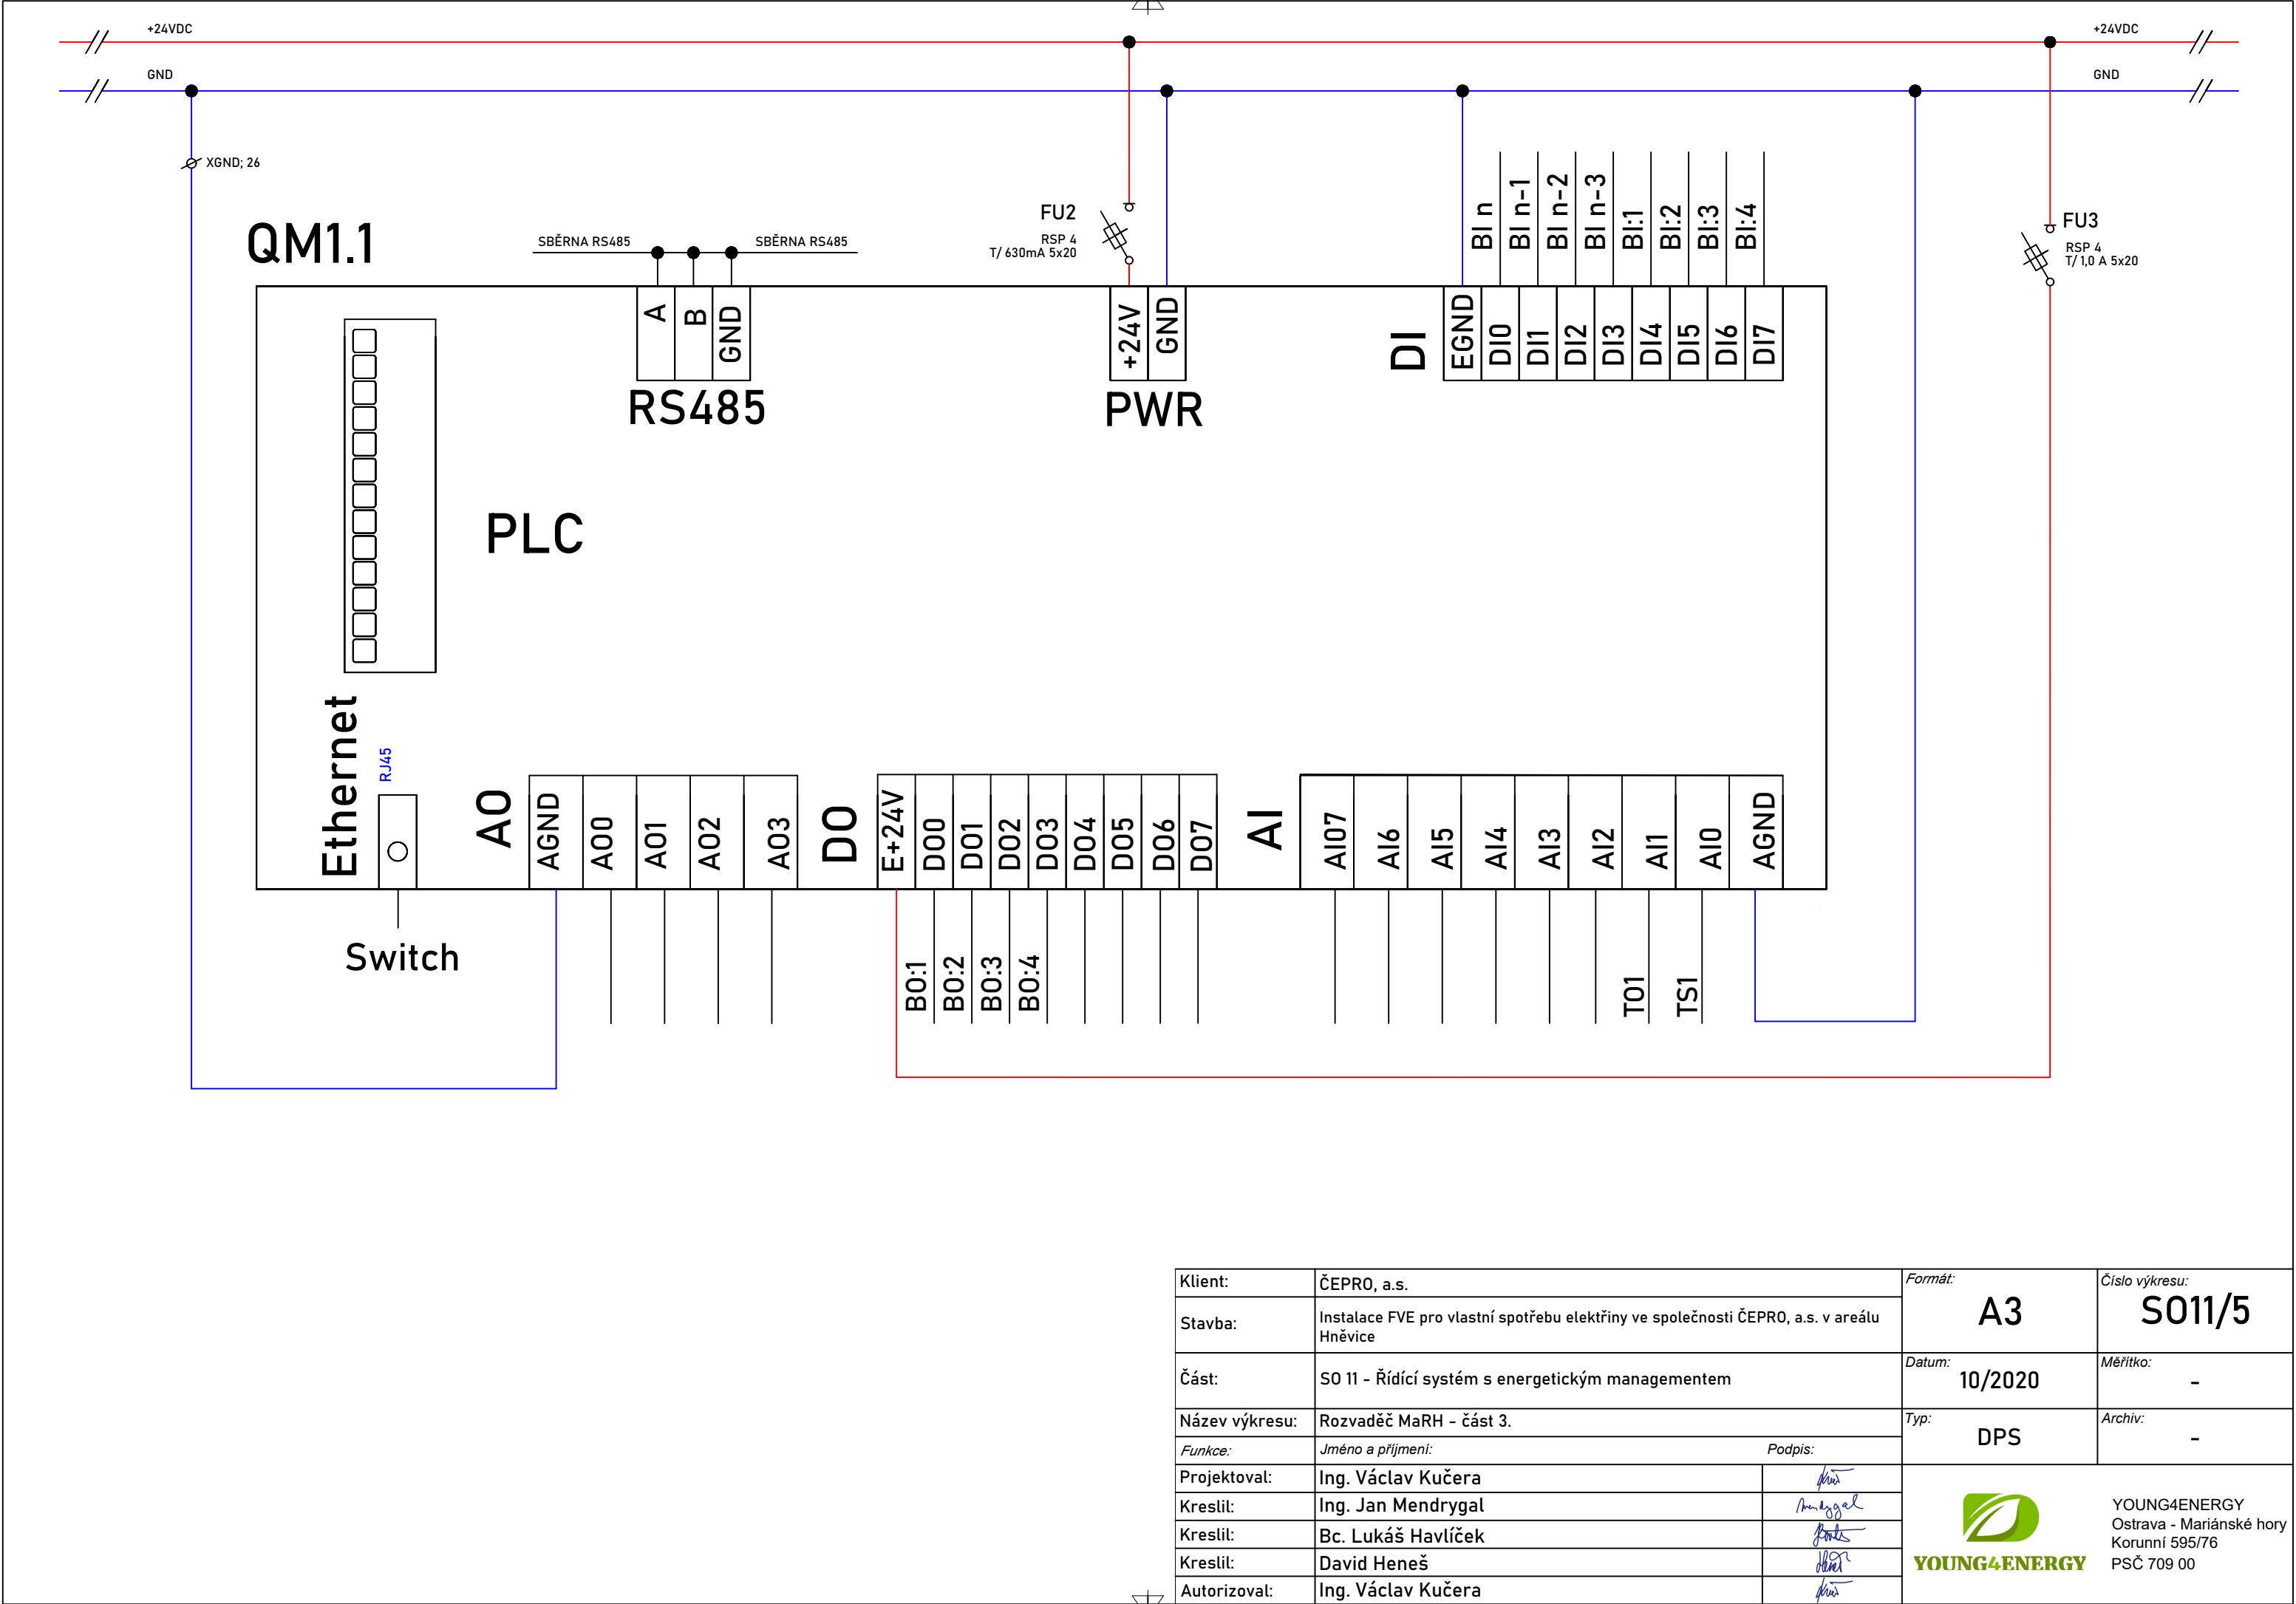 +24VDC
+24VDC
GND
GND
XGND; 26
QM1.1
SBĚRNA RS485
SBĚRNA RS485
FU2
RSP 4
T/ 630mA 5x20
BI n
BI n-1
BI n-2
BI n-3
BI:1
BI:2
BI:3
BI:4
FU3
RSP 4
T/ 1,0 A 5x20
A
B
GND
RS485
+24V
GND
PWR
DI
EGND
DI0
DI1
DI2
DI3
DI4
DI5
DI6
DI7
PLC
Ethernet
RJ45
Switch
AO
AGND
AO0
AO1
AO2
AO3
DO
E+24V
DO0
DO1
DO2
DO3
DO4
DO5
DO6
DO7
AI
AI07
AI6
AI5
AI4
AI3
AI2
AI1
AI0
AGND
BO:1
BO:2
BO:3
BO:4
TO1
TS1
Klient:
ČEPRO, a.s.
Stavba:
Instalace FVE pro vlastní spotřebu elektřiny ve společnosti ČEPRO, a.s. v areálu
Hněvice
Část:
SO 11 - Řídící systém s energetickým managementem
Název výkresu:
Rozvaděč MaRH - část 3.
Funkce:
Jméno a příjmení:
Podpis:
Projektoval:
Ing. Václav Kučera
Kreslil:
Ing. Jan Mendrygal
Kreslil:
Bc. Lukáš Havlíček
Kreslil:
David Heneš
Autorizoval:
Ing. Václav Kučera
Formát:
A3
Číslo výkresu:
SO11/5
Datum:
10/2020
Měřítko:
-
Typ:
DPS
Archiv:
-
YOUNG4ENERGY
YOUNG4ENERGY
Ostrava - Mariánské hory
Korunní 595/76
PSČ 709 00